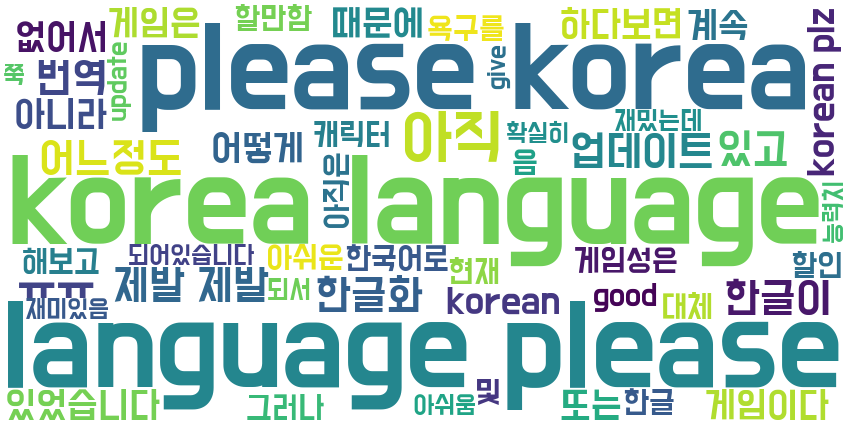 없어서 게임은 할만함 때문에 욕구를 하다보면 계속 korean plz
쭉 번역 update please give korea
아니라
어느정도 어떻게 캐릭터 아직 확실히 재밌는데
아직은 음 업데이트 있고
korea language 능력치
해보고 되어있습니다 아쉬운 한국어로 현재 게임성은 할인
ㅠㅠ 제발 제발 되서 한글화 korean good 대체 한글이
재미있음
language please
있었습니다 그러나 아쉬움 및 또는 한글 게임이다